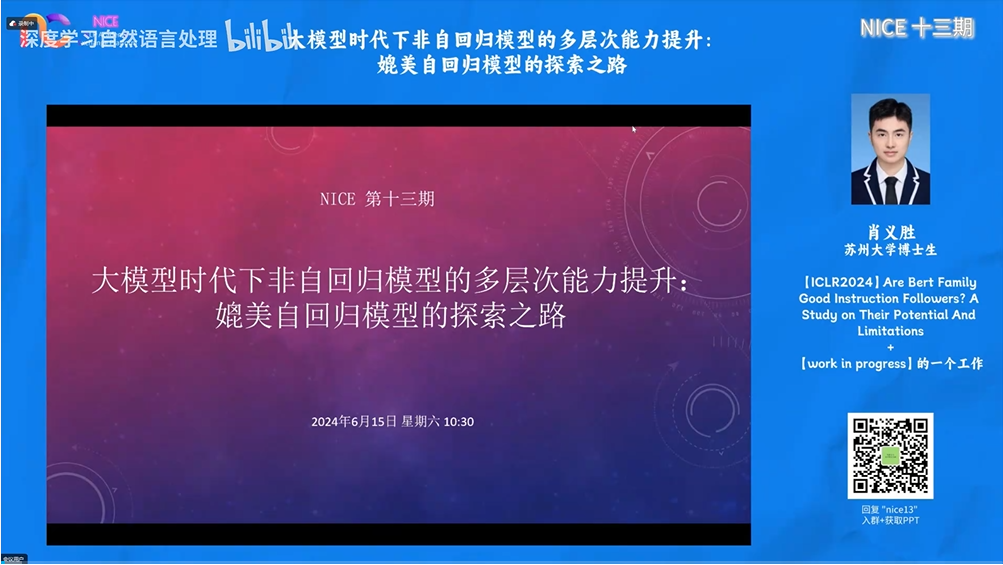 录制中
NICE
深度学习自然语言处理
bilibili
大模型时代下非自回归模型的多层次能力提升:
媲美自回归模型的探索之路
NICE 十三期
NICE 第十三期
大模型时代下非自回归模型的多层次能力提升:
媲美自回归模型的探索之路
2024年6月15日 星期六 10:30
肖义胜
苏州大学博士生
【ICLR2024】Are Bert Family
Good Instruction Followers? A
Study on Their Potential And
Limitations
+
【work in progress】的一个工作
回复 "nice13"
入群+获取PPT
会议用户